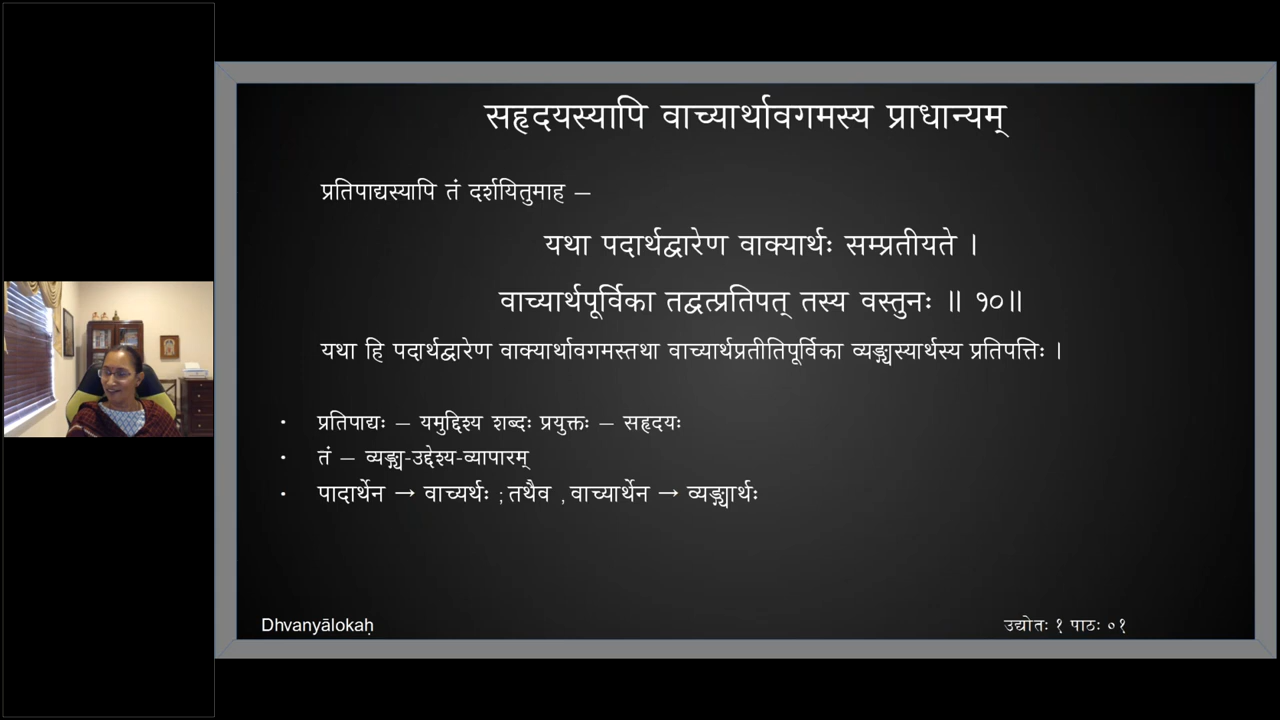 सहृदयस्यापि वाच्यार्थावगमस्य प्राधान्यम्
प्रतिपाद्यस्यापि तं दर्शयितुमाह –
यथा पदार्थद्वारेण वाक्यार्थः सम्प्रतीयते ।
वाच्यार्थपूर्विका तद्वत्प्रतिपत् तस्य वस्तुनः ॥ १०॥
यथा हि पदार्थद्वारेण वाक्यार्थावगमस्तथा वाच्यार्थप्रतीतिपूर्विका व्यङ्ग्यस्यार्थस्य प्रतिपत्तिः ।
• प्रतिपाद्यः – यमुद्दिश्य शब्दः प्रयुक्तः – सहृदयः
• तं – व्यङ्ग्य-उद्देश्य-व्यापारम्
• पादार्थेन → वाच्यर्थः ; तथैव , वाच्यार्थेन → व्यङ्ग्यार्थः
Dhvanyālokaḥ
उद्योतः १ पाठः ०१